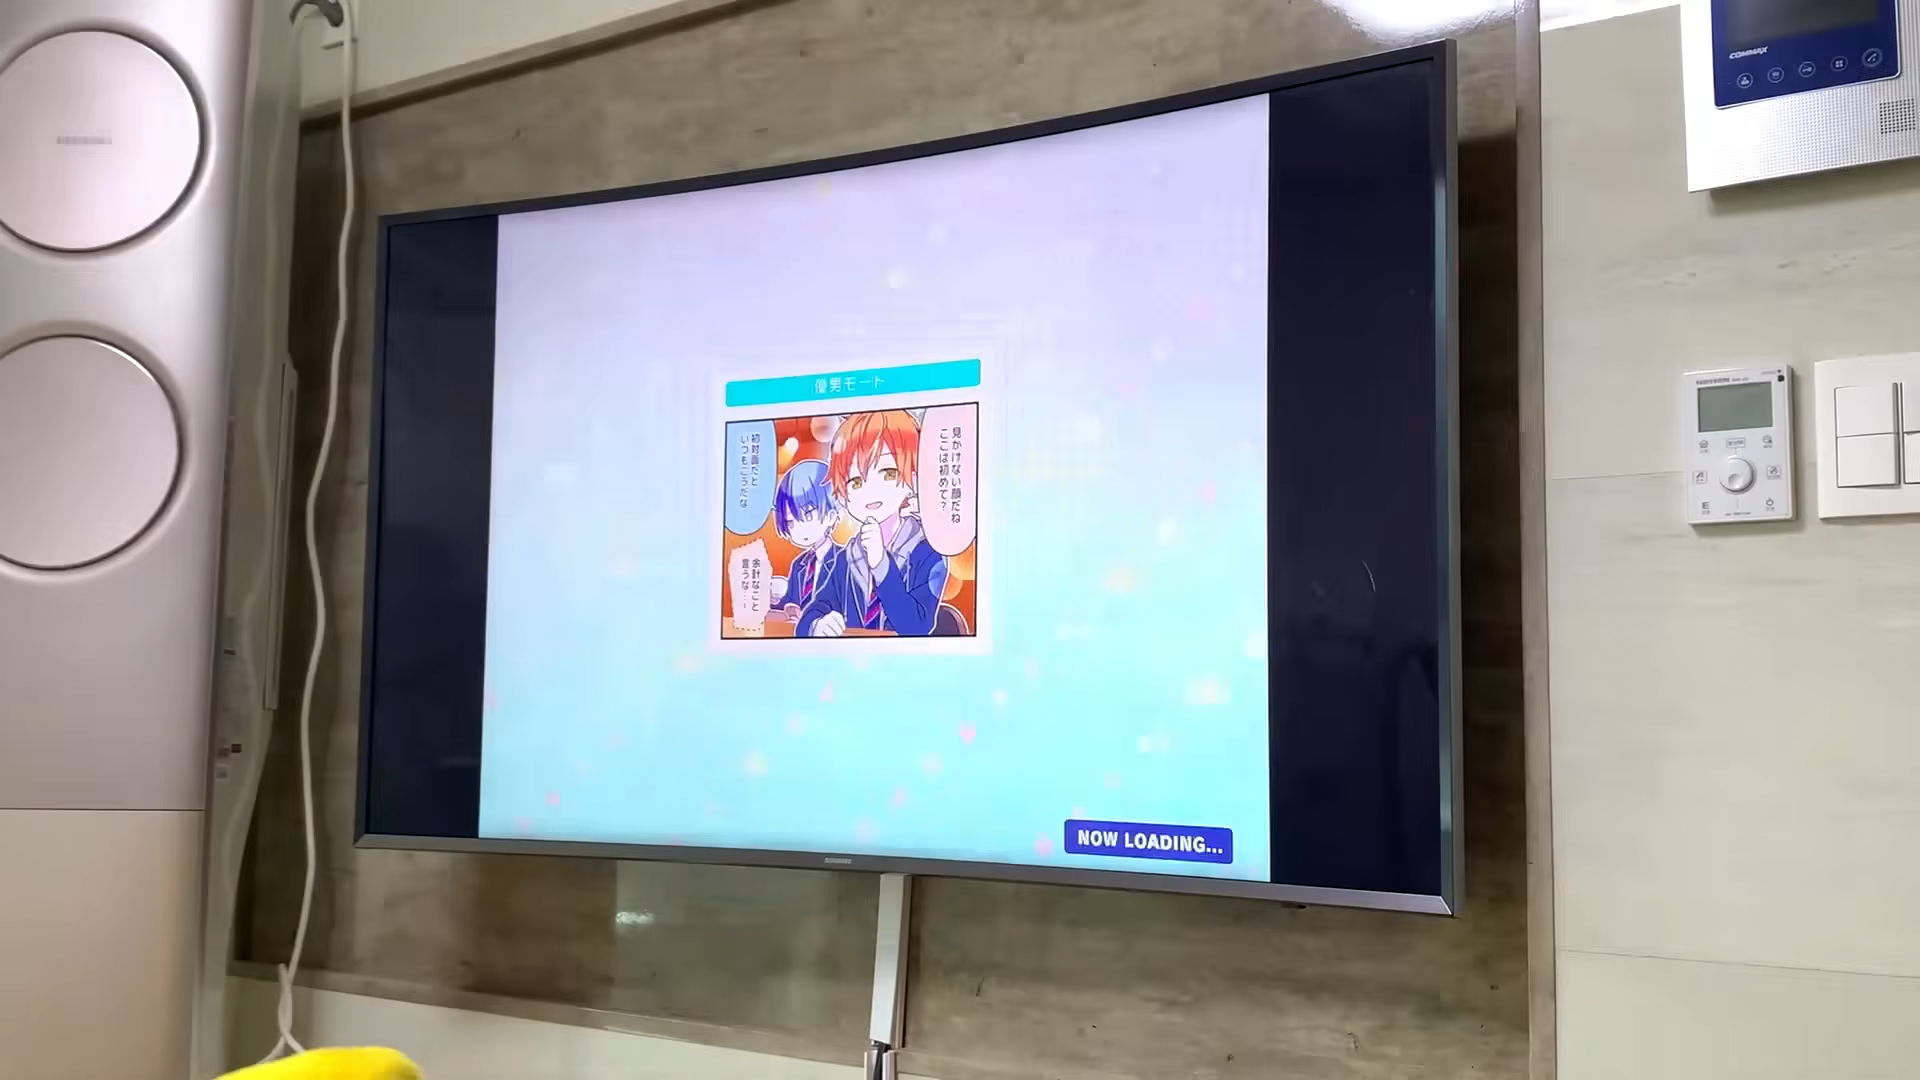 COMMAX
優男モード
見かけない顔だね
ここは初めて?
初対面だと
いつもこうだな
余計なこと
言うな…!
NOW LOADING...